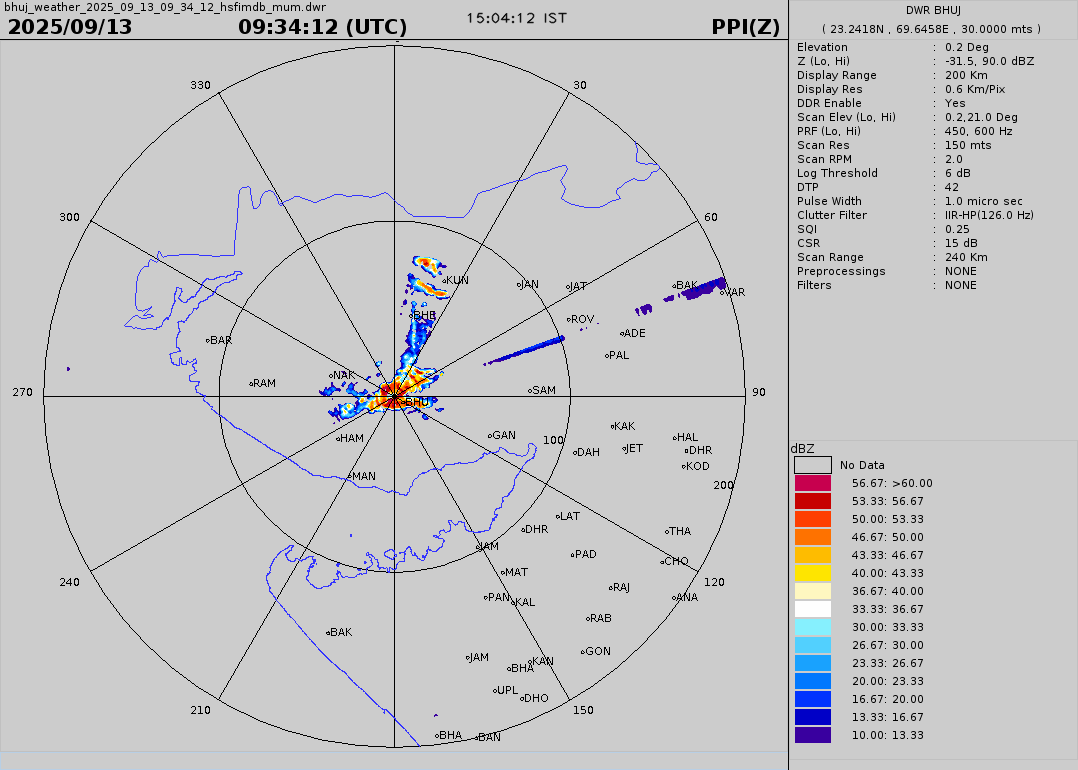 bhuj_weather_2025_09_13_09_34_12_hsfimdb_mum.dwr
2025/09/13 09:34:12 (UTC) 15:04:12 IST PPI(Z)
DWR BHUJ
( 23.2418N , 69.6458E , 30.0000 mts )
Elevation : 0.2 Deg
Z (Lo, Hi) : -31.5, 90.0 dBZ
Display Range : 200 Km
Display Res : 0.6 Km/Pix
DDR Enable : Yes
Scan Elev (Lo, Hi) : 0.2,21.0 Deg
PRF (Lo, Hi) : 450, 600 Hz
Scan Res : 150 mts
Scan RPM : 2.0
Log Threshold : 6 dB
DTP : 42
Pulse Width : 1.0 micro sec
Clutter Filter : IIR-HP(126.0 Hz)
SQI : 0.25
CSR : 15 dB
Scan Range : 240 Km
Preprocessings : NONE
Filters : NONE
330
30
300
60
KUN
JAN
JAT
BAK
VAR
BHB
ROV
ADE
BAR
PAL
NAK
RAM
270
SAM
90
BHU
KAK
HAM
GAN
100
HAL
DAH
JET
DHR
KOD
MAN
200
LAT
DHR
THA
JAM
PAD
CHO
MAT
240
120
RAJ
PAN
KAL
ANA
RAB
BAK
GON
JAM
KAN
BHA
UPL
DHO
210
150
BHA
BAN
dBZ
No Data
56.67: >60.00
53.33: 56.67
50.00: 53.33
46.67: 50.00
43.33: 46.67
40.00: 43.33
36.67: 40.00
33.33: 36.67
30.00: 33.33
26.67: 30.00
23.33: 26.67
20.00: 23.33
16.67: 20.00
13.33: 16.67
10.00: 13.33